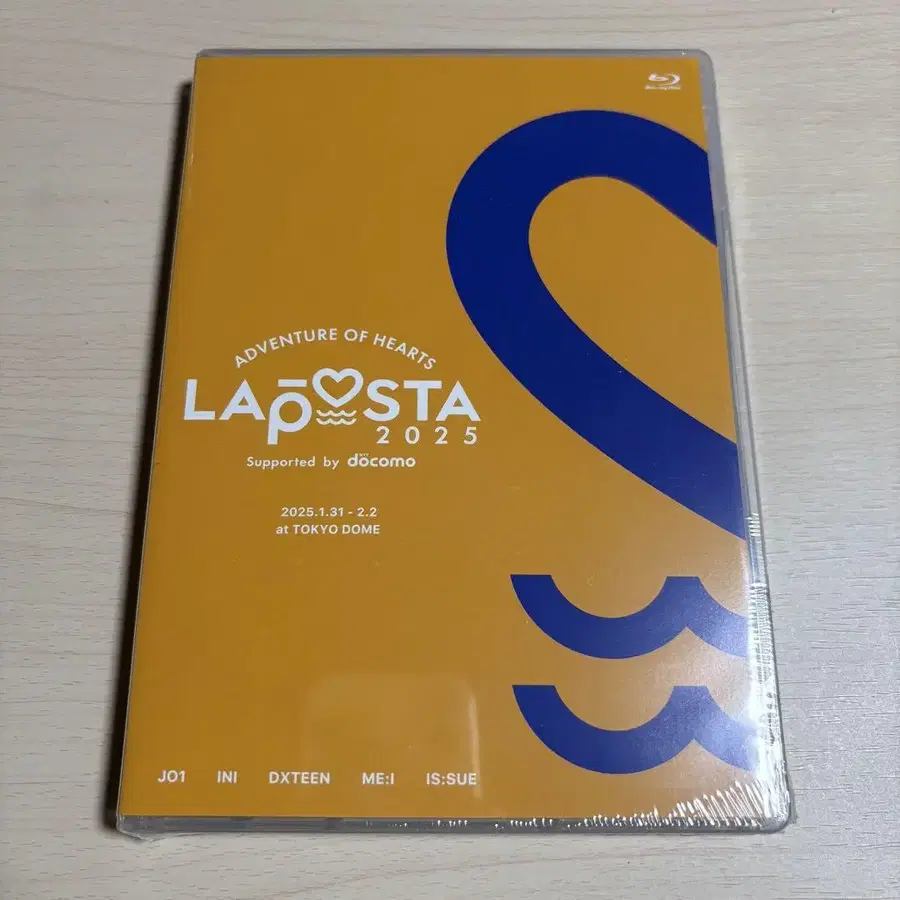 Blu-ray Disc
ADVENTURE OF HEARTS
LAPOSTA
2025
Supported by docomo
2025.1.31 - 2.2
at TOKYO DOME
JO1 INI DXTEEN ME:I IS:SUE